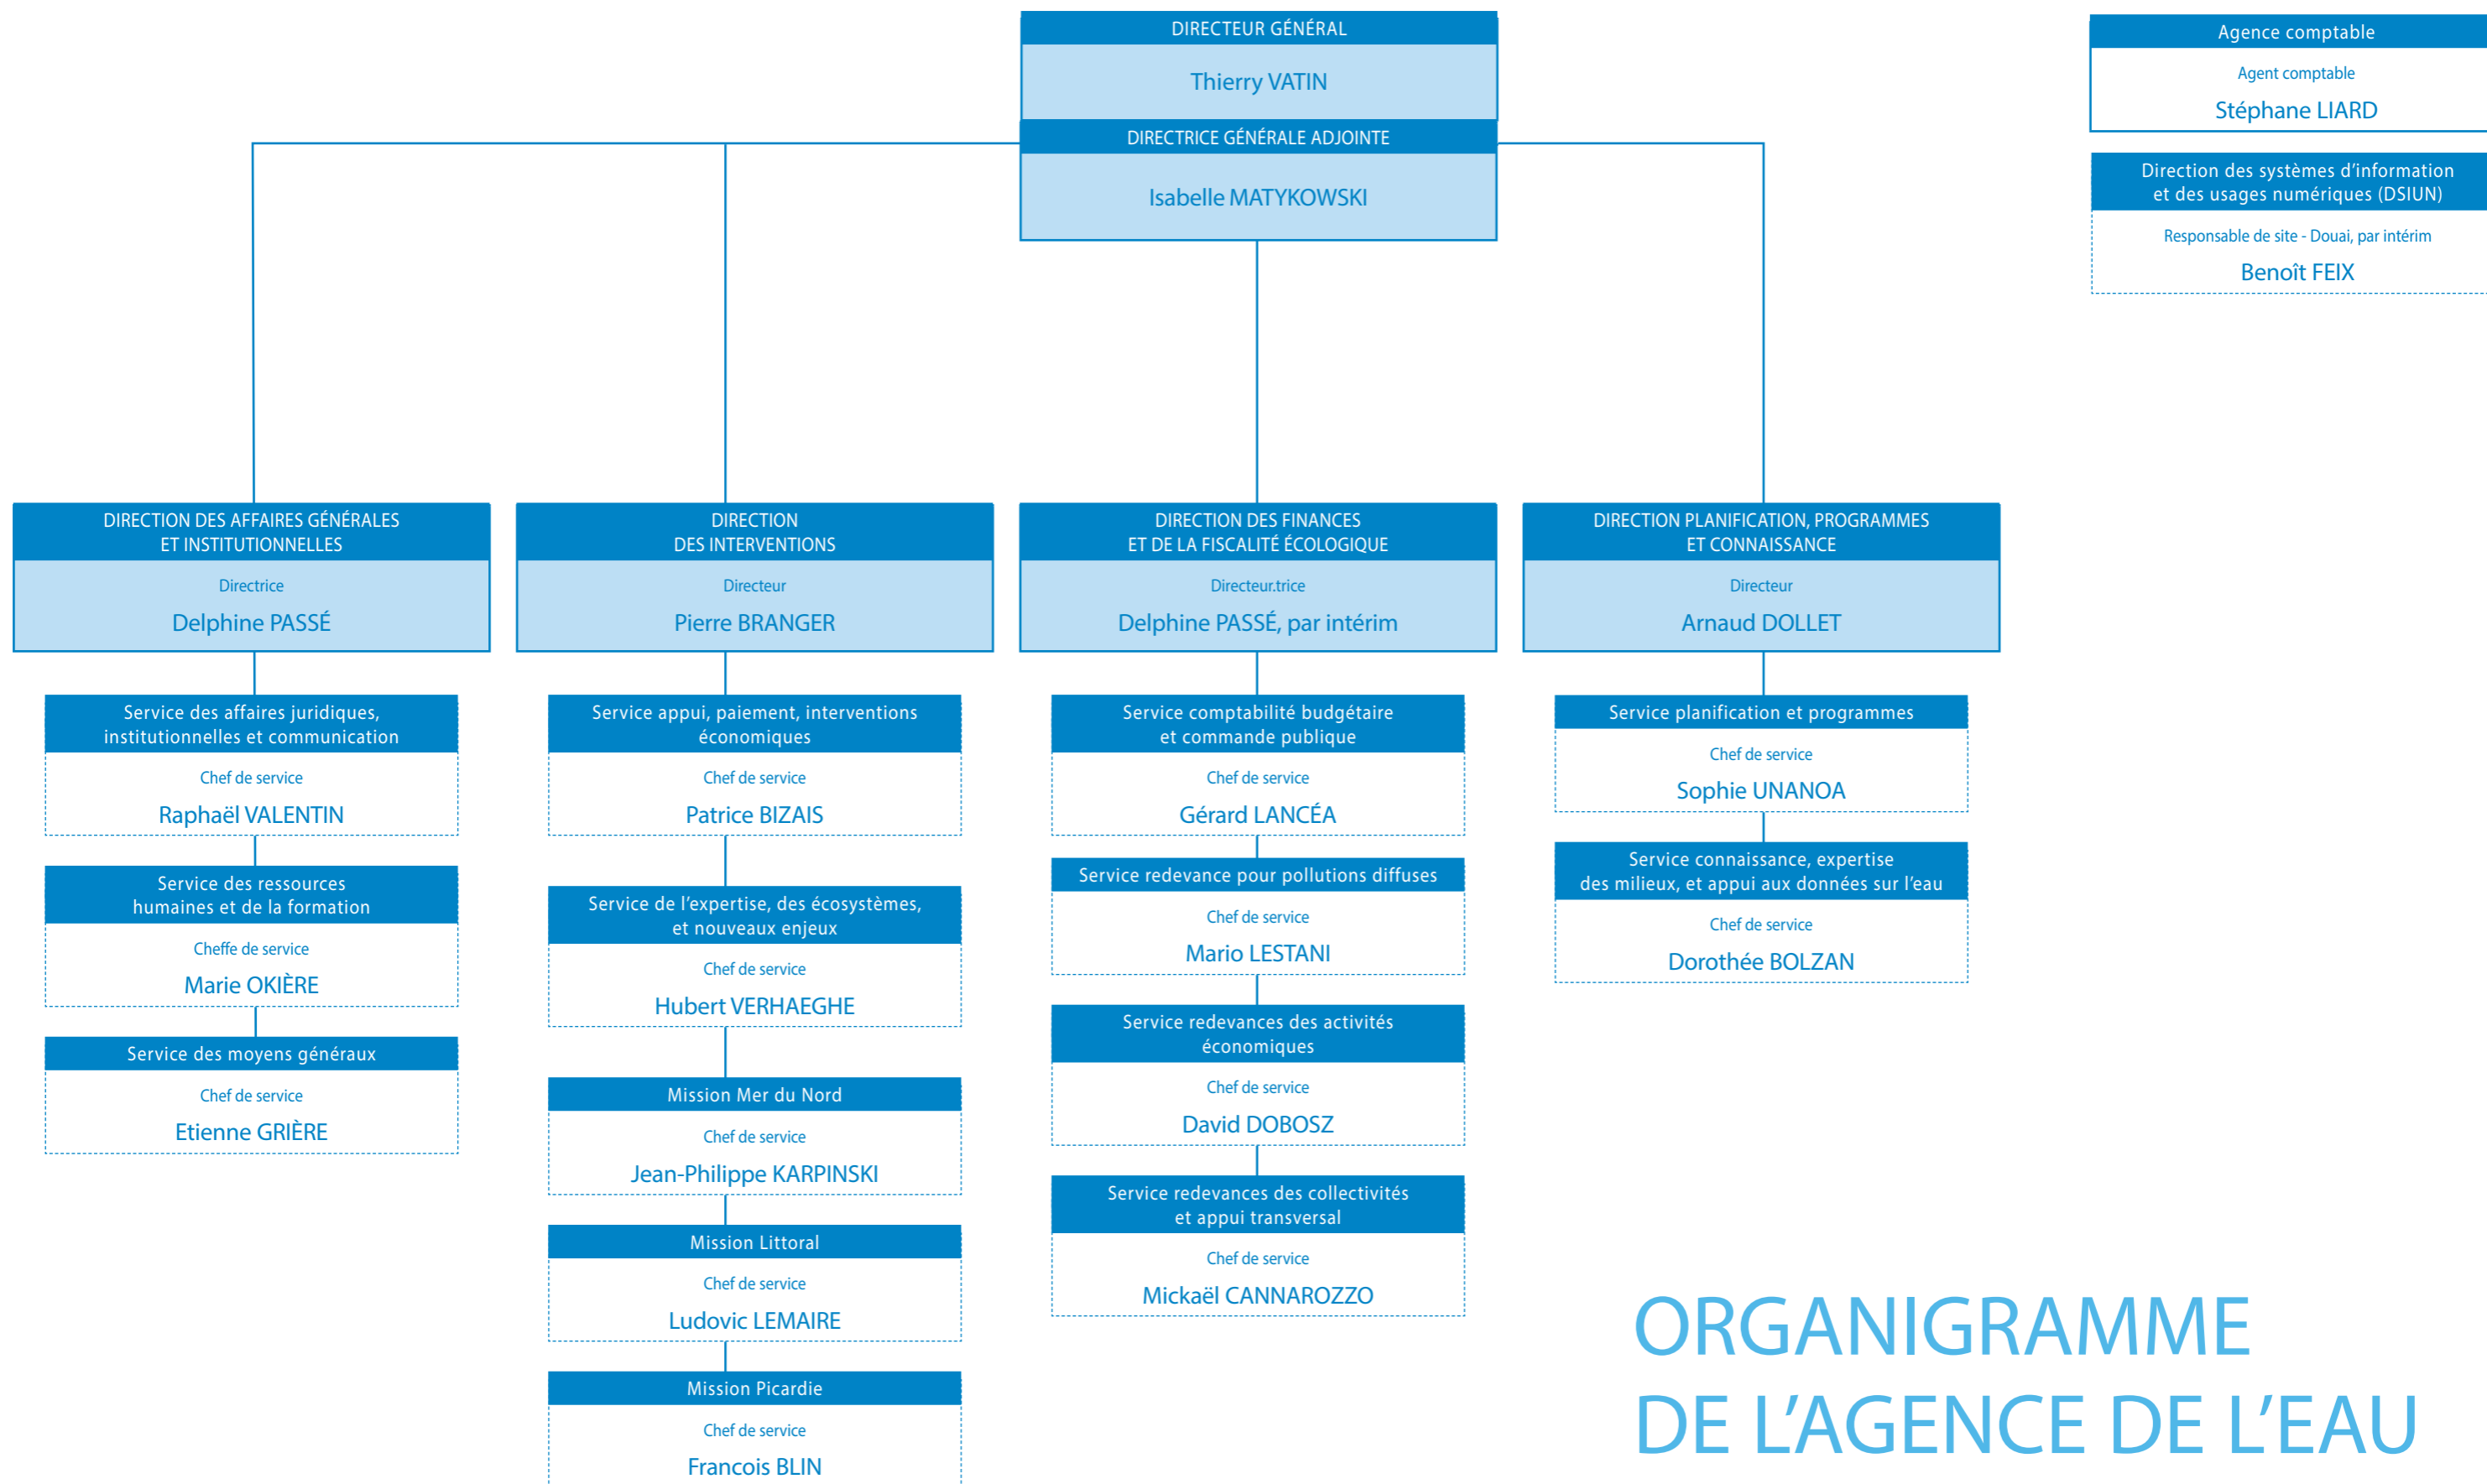 DIRECTEUR GÉNÉRAL
Thierry VATIN
DIRECTRICE GÉNÉRALE ADJOINTE
Isabelle MATYKOWSKI
Agence comptable
Agent comptable
Stéphane LIARD
Direction des systèmes d'information
et des usages numériques (DSIUN)
Responsable de site - Douai, par intérim
Benoît FEIX
DIRECTION DES AFFAIRES GÉNÉRALES
ET INSTITUTIONNELLES
Directrice
Delphine PASSÉ
Service des affaires juridiques,
institutionnelles et communication
Chef de service
Raphaël VALENTIN
Service des ressources
humaines et de la formation
Cheffe de service
Marie OKIÈRE
Service des moyens généraux
Chef de service
Etienne GRIÈRE
DIRECTION
DES INTERVENTIONS
Directeur
Pierre BRANGER
Service appui, paiement, interventions
économiques
Chef de service
Patrice BIZAIS
Service de l'expertise, des écosystèmes,
et nouveaux enjeux
Chef de service
Hubert VERHAEGHE
Mission Mer du Nord
Chef de service
Jean-Philippe KARPINSKI
Mission Littoral
Chef de service
Ludovic LEMAIRE
Mission Picardie
Chef de service
Francois BLIN
DIRECTION DES FINANCES
ET DE LA FISCALITÉ ÉCOLOGIQUE
Directeur.trice
Delphine PASSÉ, par intérim
Service comptabilité budgétaire
et commande publique
Chef de service
Gérard LANCÉA
Service redevance pour pollutions diffuses
Chef de service
Mario LESTANI
Service redevances des activités
économiques
Chef de service
David DOBOSZ
Service redevances des collectivités
et appui transversal
Chef de service
Mickaël CANNAROZZO
DIRECTION PLANIFICATION, PROGRAMMES
ET CONNAISSANCE
Directeur
Arnaud DOLLET
Service planification et programmes
Chef de service
Sophie UNANOA
Service connaissance, expertise
des milieux, et appui aux données sur l'eau
Chef de service
Dorothée BOLZAN
ORGANIGRAMME
DE L'AGENCE DE L'EAU